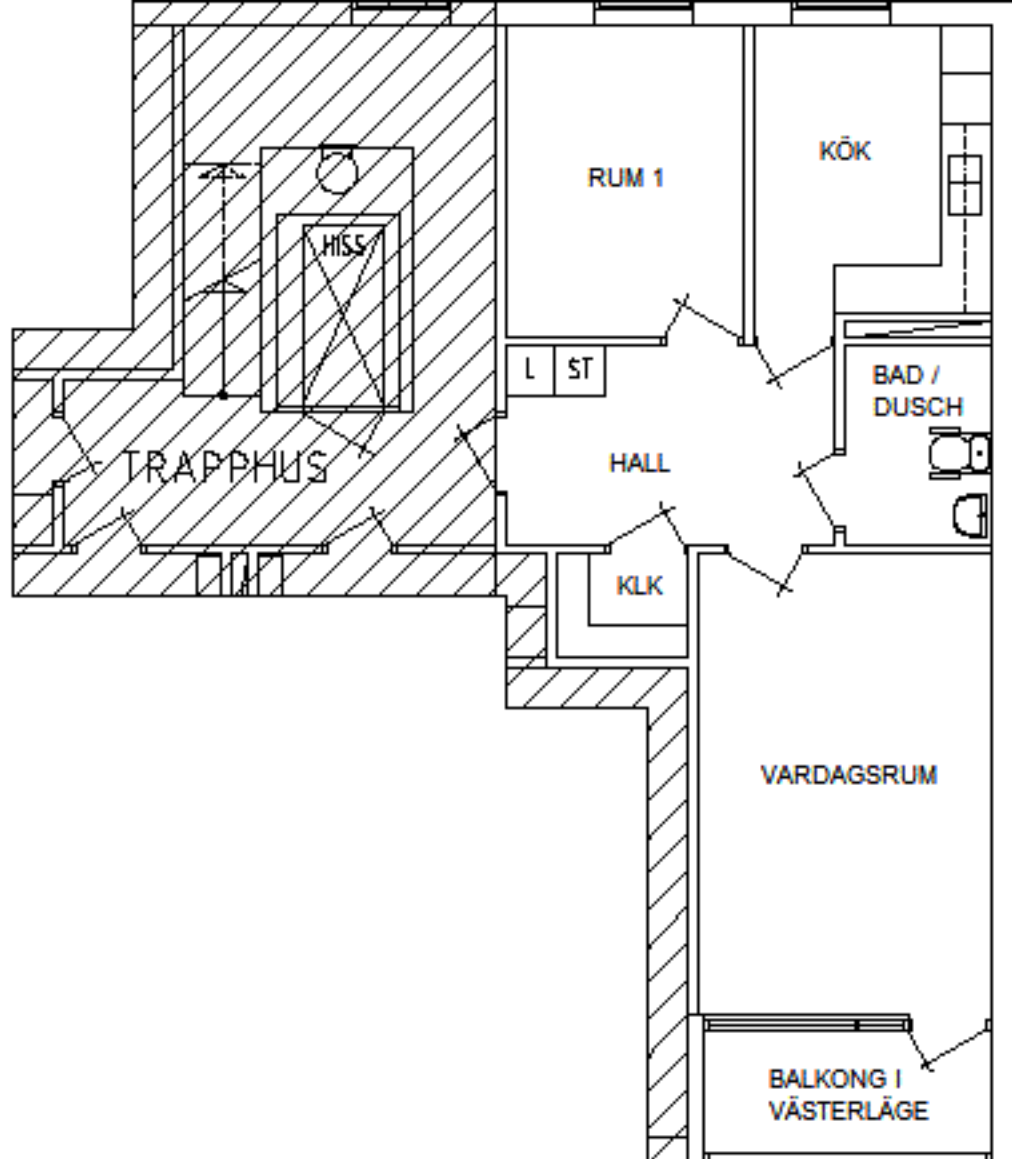 KÖK
RUM 1
HISS
L
ST
BAD /
DUSCH
HALL
TRAPPHUS
KLK
VARDAGSRUM
BALKONG I
VÄSTERLÄGE